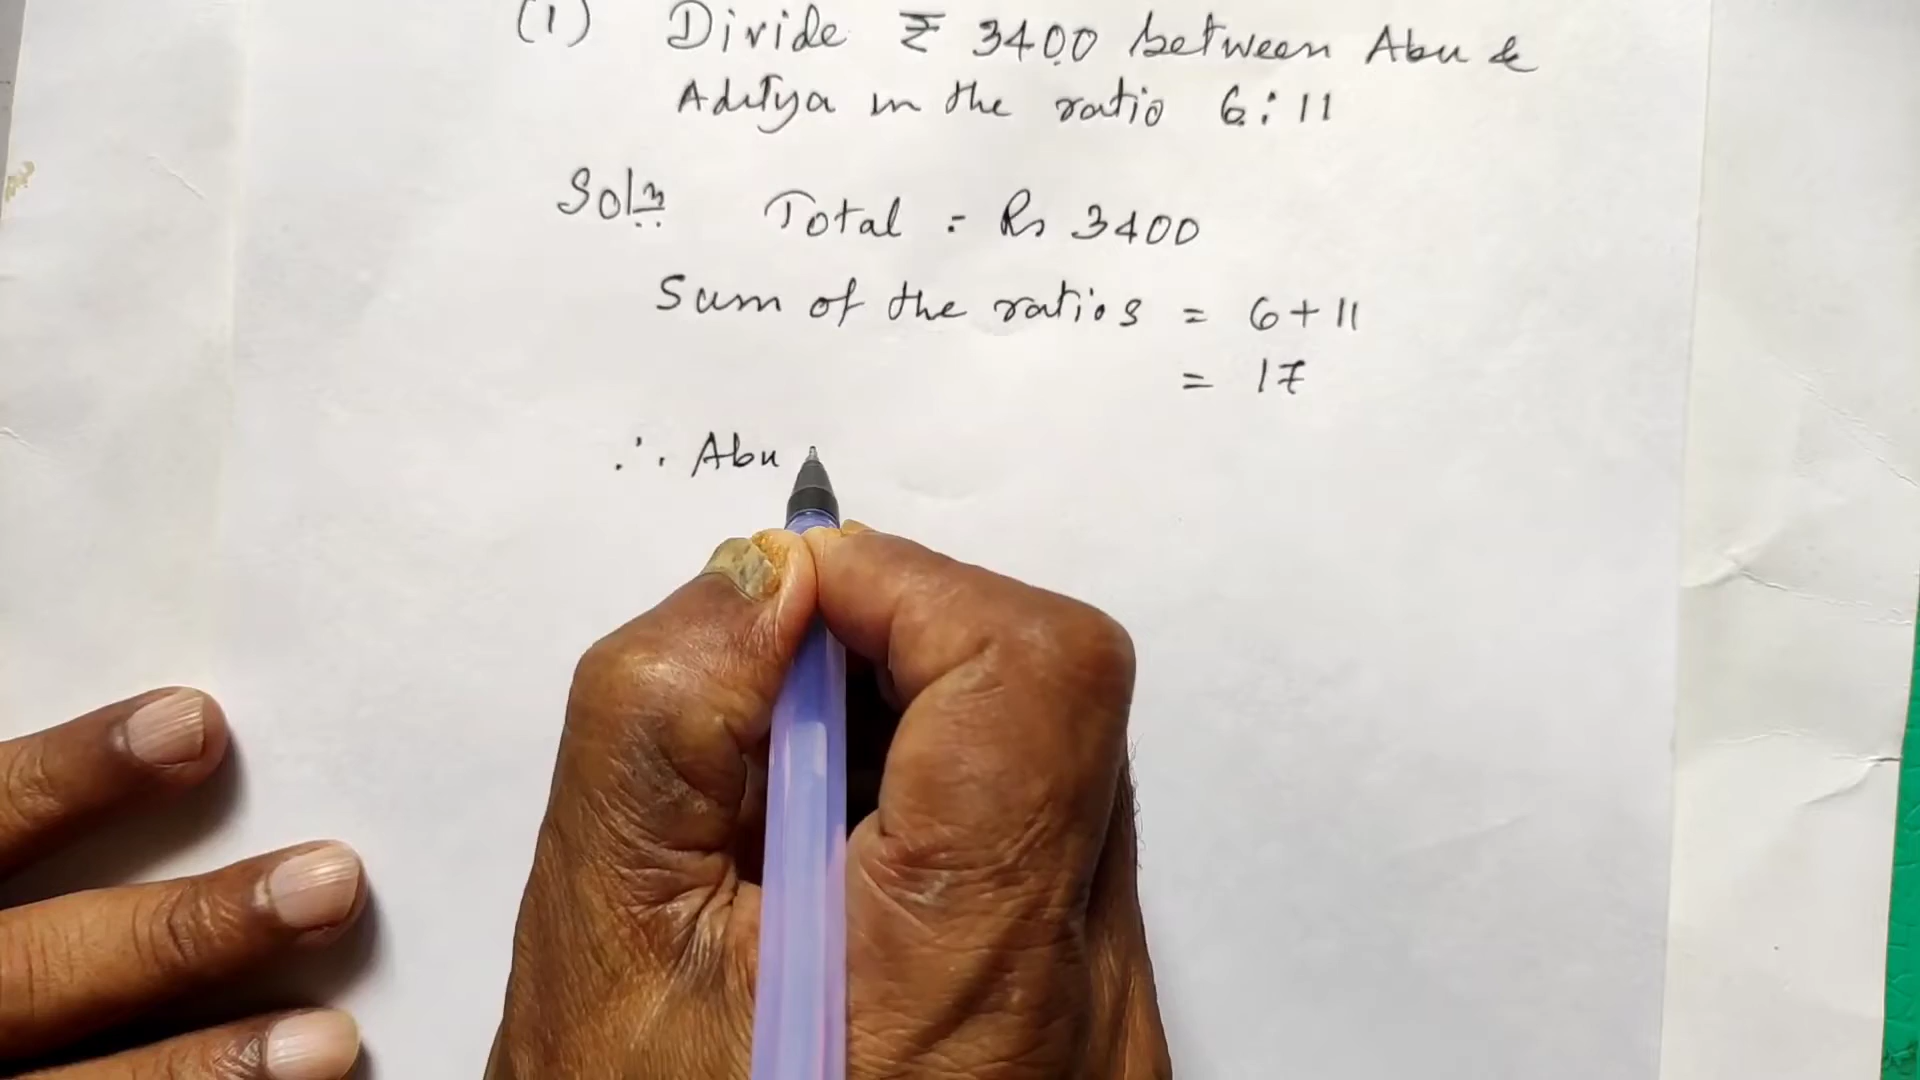 (1) Divide ₹ 3400 between Abu &
Aditya in the ratio 6:11
Soln Total = Rs 3400
Sum of the ratios = 6+11
= 17
∴ Abu